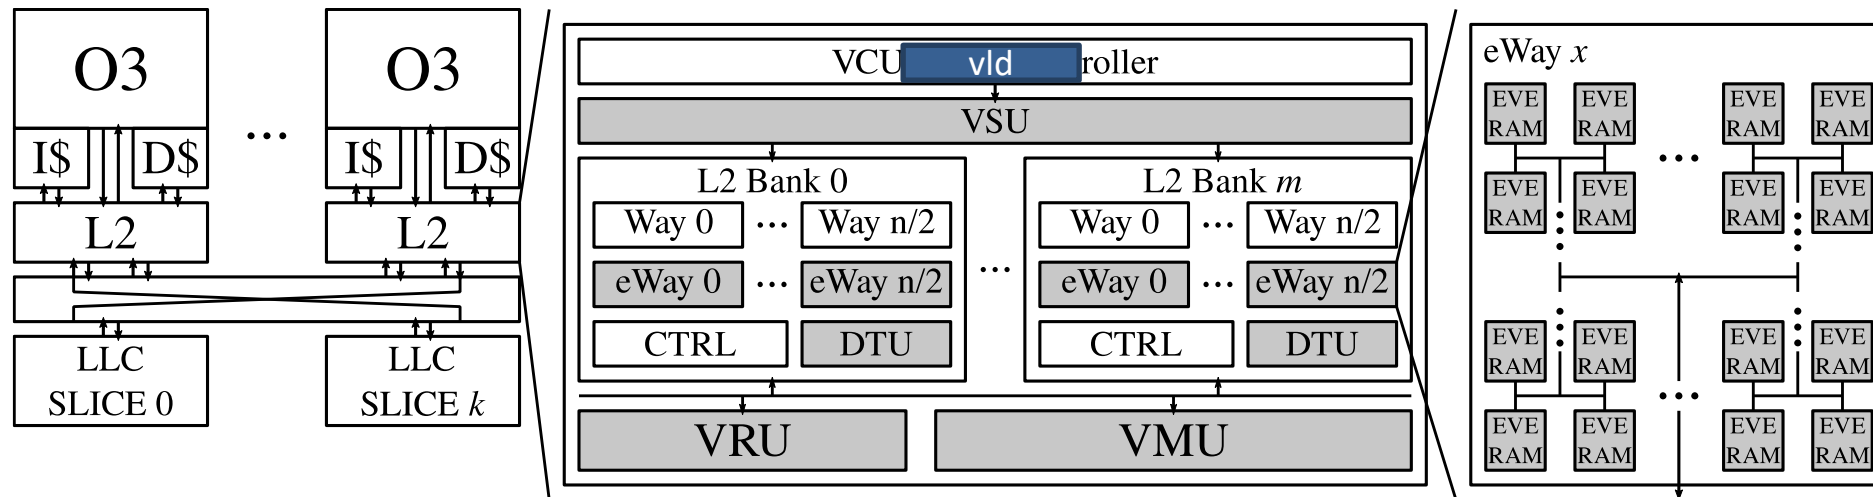 O3 ... O3
I$ D$ I$ D$
L2 L2
LLC LLC
SLICE 0 SLICE k
VCU vld roller
VSU
L2 Bank 0
Way 0 ... Way n/2
eWay 0 ... eWay n/2
CTRL DTU
...
L2 Bank m
Way 0 ... Way n/2
eWay 0 ... eWay n/2
CTRL DTU
VRU VMU
eWay x
EVE EVE EVE EVE
RAM RAM ... RAM RAM
EVE EVE EVE EVE
RAM RAM RAM RAM
EVE EVE EVE EVE
RAM RAM ... RAM RAM
EVE EVE EVE EVE
RAM RAM RAM RAM